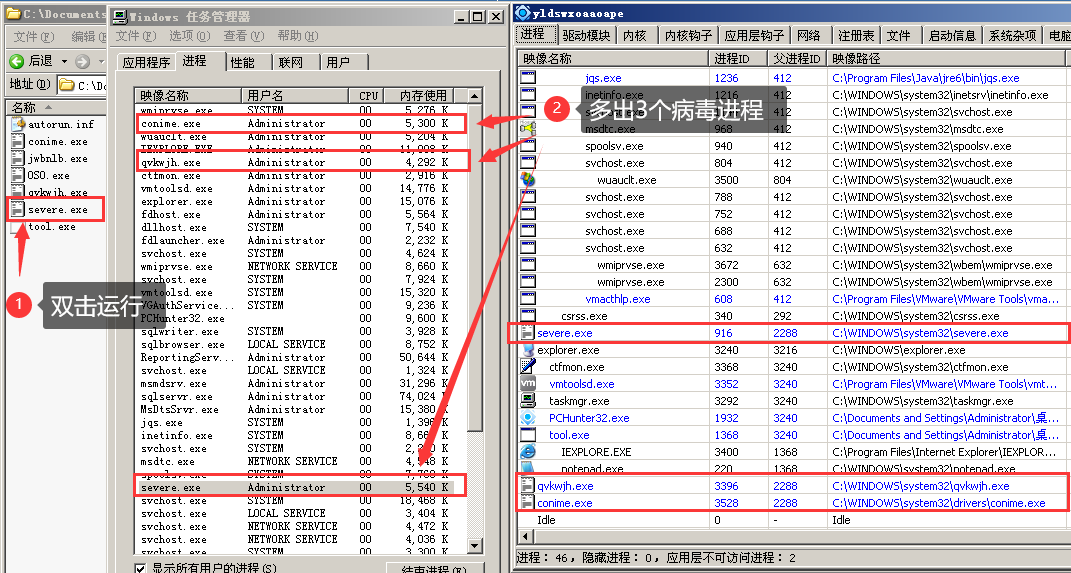 C:\Documents
文件(F) 编辑(E
后退
地址(D) C:\Do
名称
autorun.inf
conime.exe
jwbnlb.exe
OSO.exe
qvkwjh.exe
severe.exe
tool.exe
1 双击运行
Windows 任务管理器
文件(F) 选项(O) 查看(V) 帮助(H)
应用程序 进程 性能 联网 用户
映像名称 用户名 CPU 内存使用
wmiprvse.exe SYSTEM 00 5,276 K
conime.exe Administrator 00 5,300 K
wuauclt.exe SYSTEM 00 5,204 K
IEXPLORE.EXE Administrator 00
qvkwjh.exe Administrator 00 4,292 K
ctfmon.exe Administrator 00 2,916 K
vmtoolsd.exe Administrator 00 14,776 K
explorer.exe Administrator 00 15,076 K
fdhost.exe Administrator 00 5,564 K
dllhost.exe SYSTEM 00 7,540 K
fdlauncher.exe Administrator 00 2,232 K
svchost.exe SYSTEM 00 4,624 K
wmiprvse.exe NETWORK SERVICE 00 8,660 K
svchost.exe SYSTEM 00 7,924 K
vmtoolsd.exe SYSTEM 00 15,320 K
VGAuthService... SYSTEM 00 9,236 K
PCHunter32.exe Administrator 00 9,600 K
sqlwriter.exe SYSTEM 00 3,928 K
sqlbrowser.exe LOCAL SERVICE 00 8,752 K
ReportingServ... Administrator 00 50,644 K
svchost.exe LOCAL SERVICE 00 1,324 K
msmdsrv.exe Administrator 00 31,296 K
sqlservr.exe Administrator 00 74,024 K
MsDtsSrvr.exe Administrator 00 15,380 K
jqs.exe SYSTEM 00 1,396 K
inetinfo.exe SYSTEM 00 K
svchost.exe SYSTEM 00 K
msdtc.exe NETWORK SERVICE 00 4,548 K
spoolsv.exe SYSTEM 00 K
severe.exe Administrator 00 5,540 K
svchost.exe SYSTEM 00 18,468 K
svchost.exe LOCAL SERVICE 00 3,404 K
svchost.exe NETWORK SERVICE 00 4,472 K
svchost.exe NETWORK SERVICE 00 4,036 K
svchost.exe SYSTEM 00 3,300 K
显示所有用户的进程(S) 结束进程(E)
2 多出3个病毒进程
yldswxoaaoape
进程 驱动模块 内核 内核钩子 应用层钩子 网络 注册表 文件 启动信息 系统杂项 电脑
映像名称 进程ID 父进程ID 映像路径
jqs.exe 1236 412 C:\Program Files\Java\jre6\bin\jqs.exe
inetinfo.exe C:\WINDOWS\system32\inetsrv\inetinfo.exe
msdtc.exe 968 412 C:\WINDOWS\system32\msdtc.exe
spoolsv.exe 940 412 C:\WINDOWS\system32\spoolsv.exe
svchost.exe 804 412 C:\WINDOWS\system32\svchost.exe
wuauclt.exe 3500 804 C:\WINDOWS\system32\wuauclt.exe
svchost.exe 788 412 C:\WINDOWS\system32\svchost.exe
svchost.exe 752 412 C:\WINDOWS\system32\svchost.exe
svchost.exe 688 412 C:\WINDOWS\system32\svchost.exe
svchost.exe 632 412 C:\WINDOWS\system32\svchost.exe
wmiprvse.exe 3672 632 C:\WINDOWS\system32\wbem\wmiprvse.exe
wmiprvse.exe 2300 632 C:\WINDOWS\system32\wbem\wmiprvse.exe
vmacthlp.exe 608 412 C:\Program Files\VMware\VMware Tools\vma...
csrss.exe 340 292 C:\WINDOWS\system32\csrss.exe
severe.exe 916 2288 C:\WINDOWS\system32\severe.exe
explorer.exe 3240 3216 C:\WINDOWS\explorer.exe
ctfmon.exe 3368 3240 C:\WINDOWS\system32\ctfmon.exe
vmtoolsd.exe 3352 3240 C:\Program Files\VMware\VMware Tools\vmt...
taskmgr.exe 3292 3240 C:\WINDOWS\system32\taskmgr.exe
PCHunter32.exe 1932 3240 C:\Documents and Settings\Administrator\桌...
tool.exe 1368 3240 C:\Documents and Settings\Administrator\桌...
IEXPLORE.EXE 3400 1368 C:\Program Files\Internet Explorer\IEXPLOR...
notepad.exe 220 1368 C:\WINDOWS\system32\notepad.exe
qvkwjh.exe 3396 2288 C:\WINDOWS\system32\qvkwjh.exe
conime.exe 3528 2288 C:\WINDOWS\system32\drivers\conime.exe
Idle 0 - Idle
进程：46，隐藏进程：0，应用层不可访问进程：2